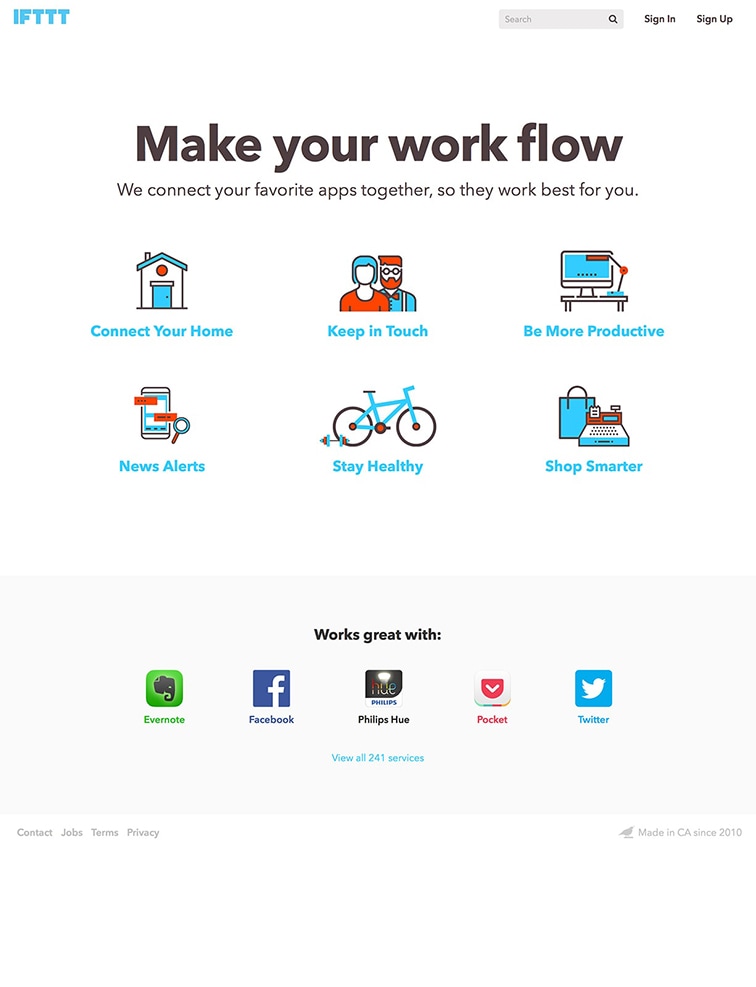 IFTTT
Search
Sign In
Sign Up
Make your work flow
We connect your favorite apps together, so they work best for you.
Connect Your Home
Keep in Touch
Be More Productive
News Alerts
Stay Healthy
Shop Smarter
Works great with:
hue
PHILIPS
Evernote
Facebook
Philips Hue
Pocket
Twitter
View all 241 services
Contact Jobs Terms Privacy
Made in CA since 2010